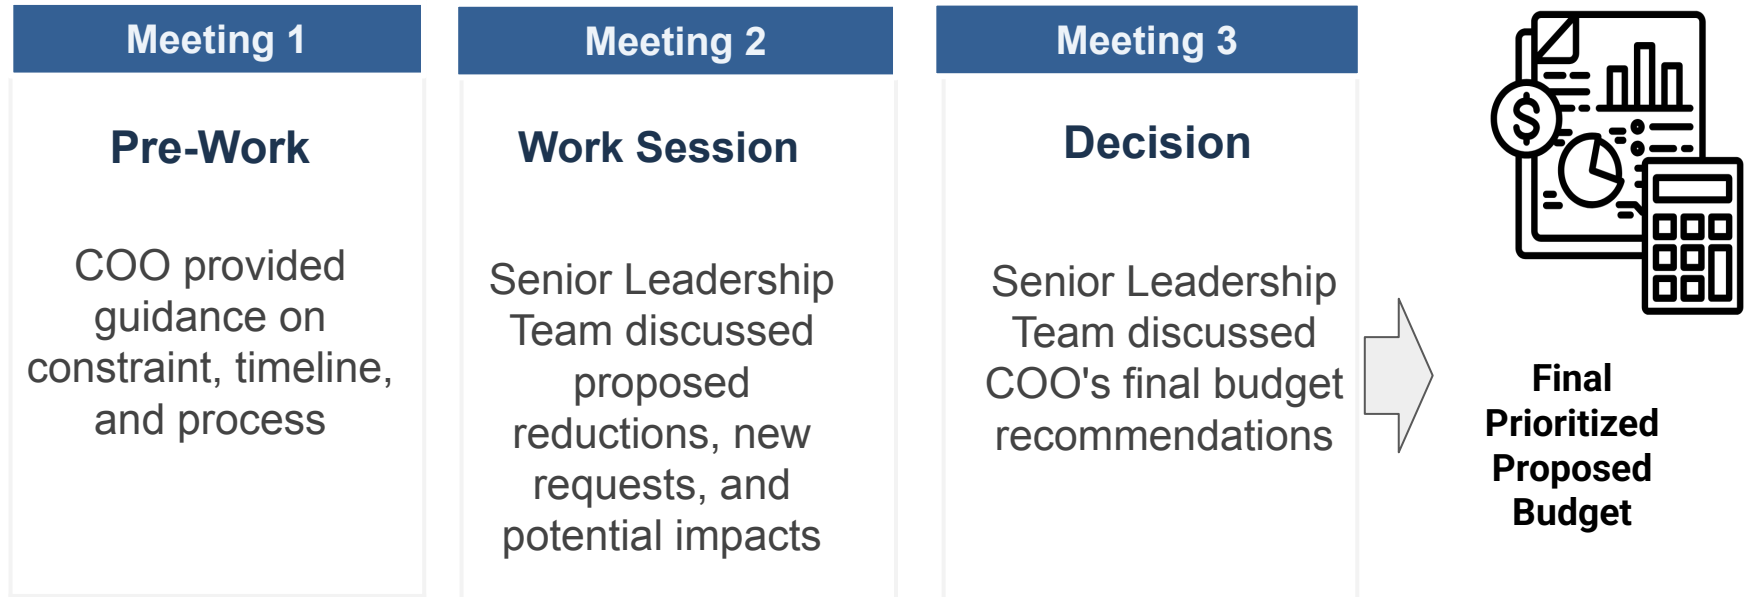 Meeting 1
Pre-Work
COO provided
guidance on
constraint, timeline,
and process
Meeting 2
Work Session
Senior Leadership
Team discussed
proposed
reductions, new
requests, and
potential impacts
Meeting 3
Decision
Senior Leadership
Team discussed
COO's final budget
recommendations
$
Final
Prioritized
Proposed
Budget